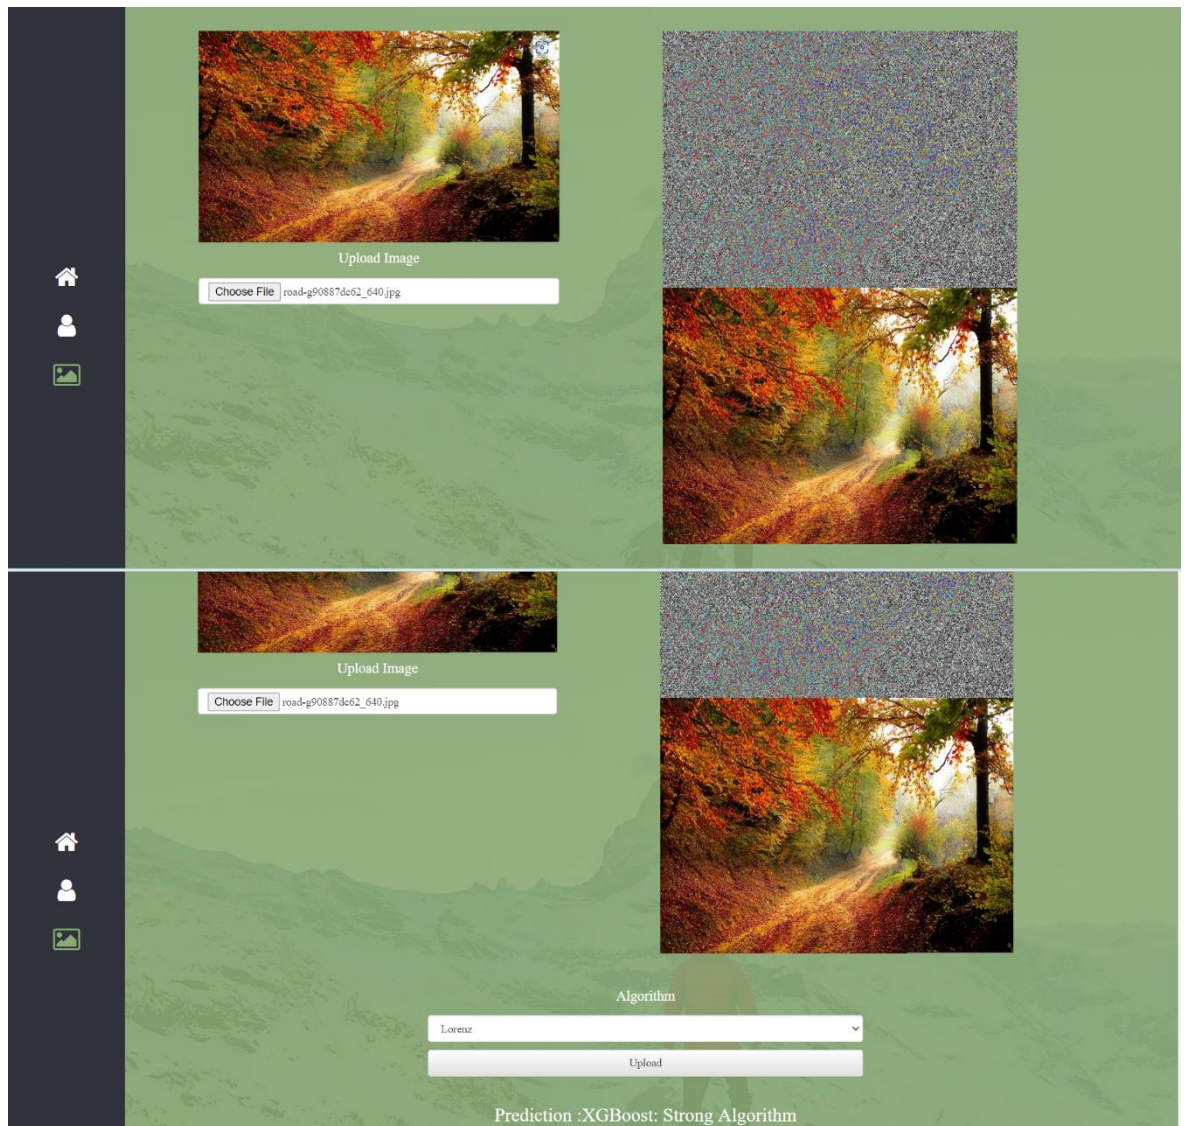 Upload Image
Choose File road-g90887dc62_640.jpg
Upload Image
Choose File road-g90887dc62_640.jpg
Algorithm
Lorenz
Upload
Prediction :XGBoost: Strong Algorithm